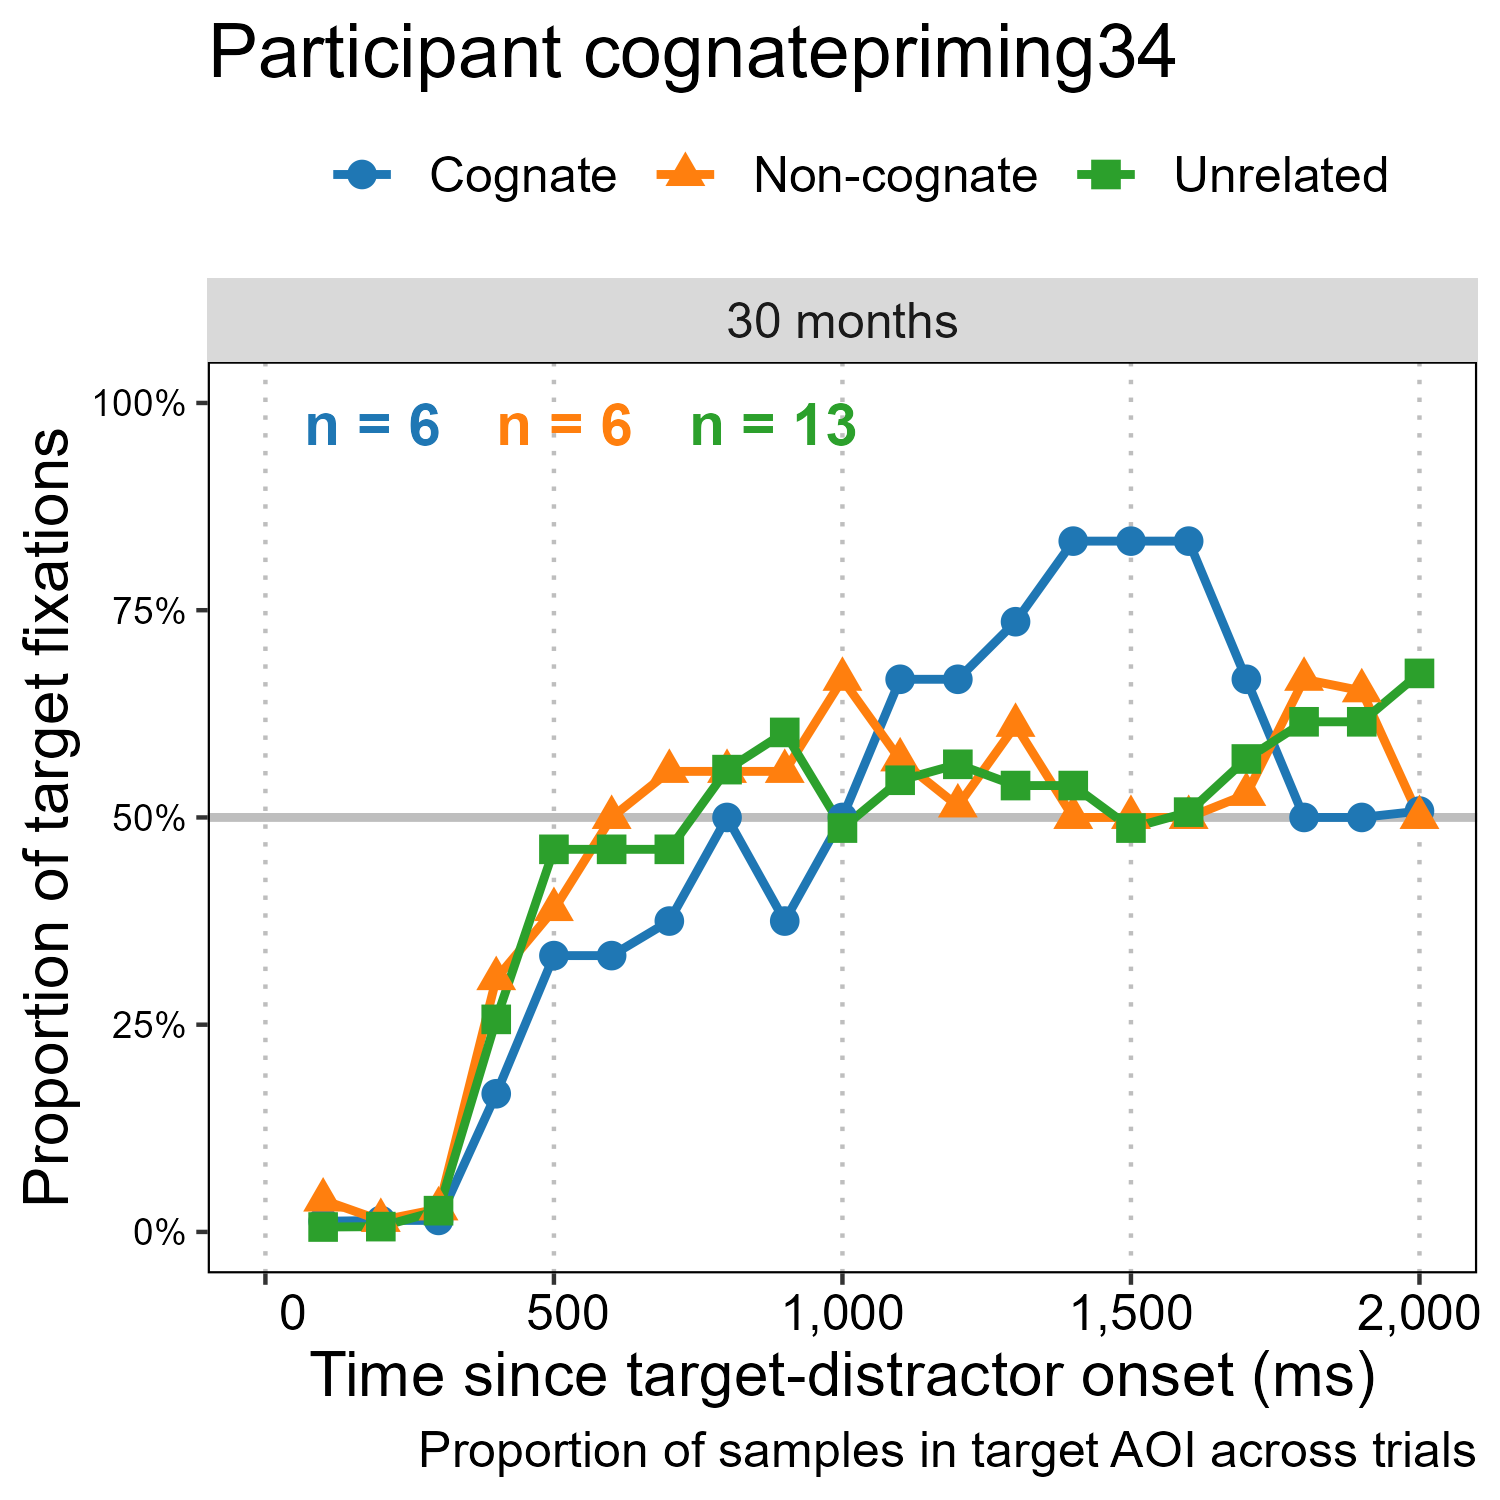 Participant cognatepriming34
Cognate Non-cognate Unrelated
30 months
n = 6 n = 6 n = 13
100%
75%
50%
25%
0%
Proportion of target fixations
0 500 1,000 1,500 2,000
Time since target-distractor onset (ms)
Proportion of samples in target AOI across trials